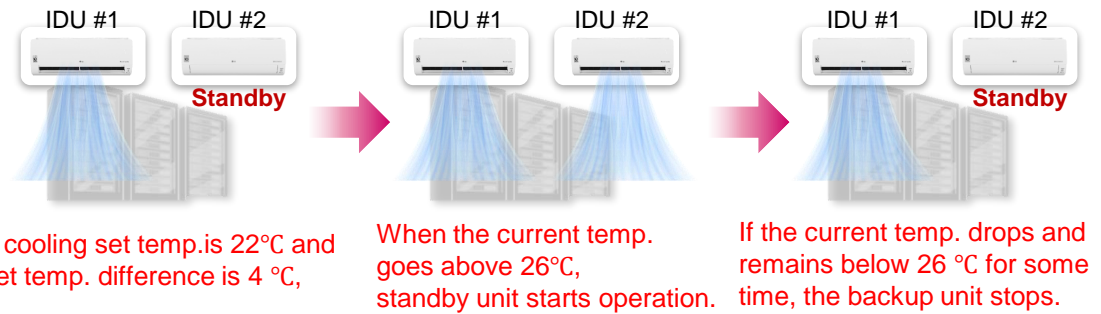 IDU #1
IDU #2
IDU #1
IDU #2
IDU #1
IDU #2
Standby
Standby
cooling set temp.is 22℃ and
et temp. difference is 4 ℃,
When the current temp.
goes above 26℃,
standby unit starts operation.
If the current temp. drops and
remains below 26 ℃ for some
time, the backup unit stops.